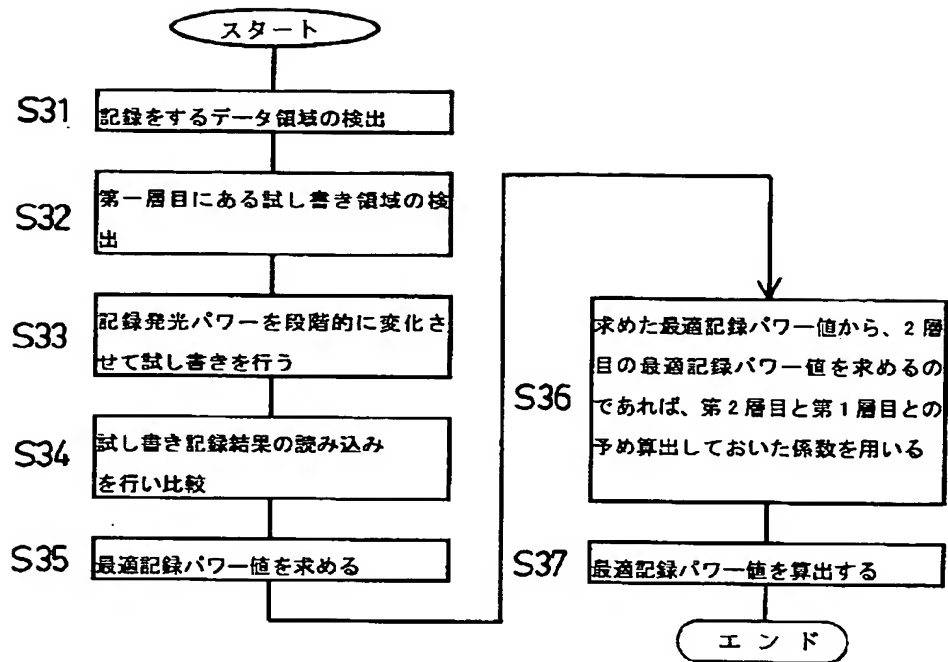 スタート
S31
記録をするデータ領域の検出
S32
第一層目にある試し書き領域の検
出
S33
記録発光パワーを段階的に変化さ
せて試し書きを行う
S34
試し書き記録結果の読み込み
を行い比較
S35
最適記録パワー値を求める
S36
求めた最適記録パワー値から、2層
目の最適記録パワー値を求めるの
であれば、第2層目と第1層目との
予め算出しておいた係数を用いる
S37
最適記録パワー値を算出する
エンド